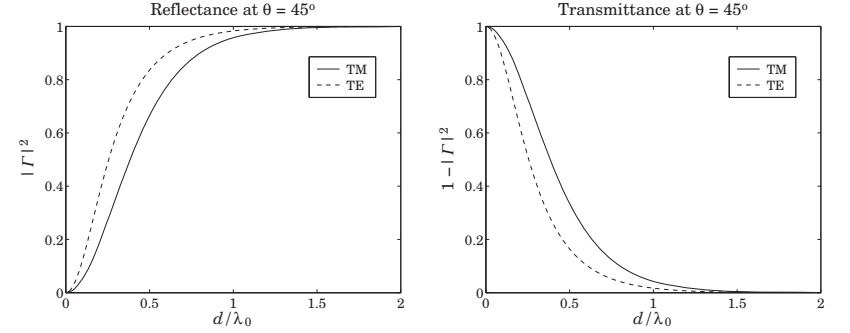 Reflectance at θ = 45º
1
0.8
0.6
0.4
0.2
0
0 0.5 1 1.5 2
| Γ | ²
d/λ₀
TM
TE
Transmittance at θ = 45º
1
0.8
0.6
0.4
0.2
0
0 0.5 1 1.5 2
1 − | Γ | ²
d/λ₀
TM
TE